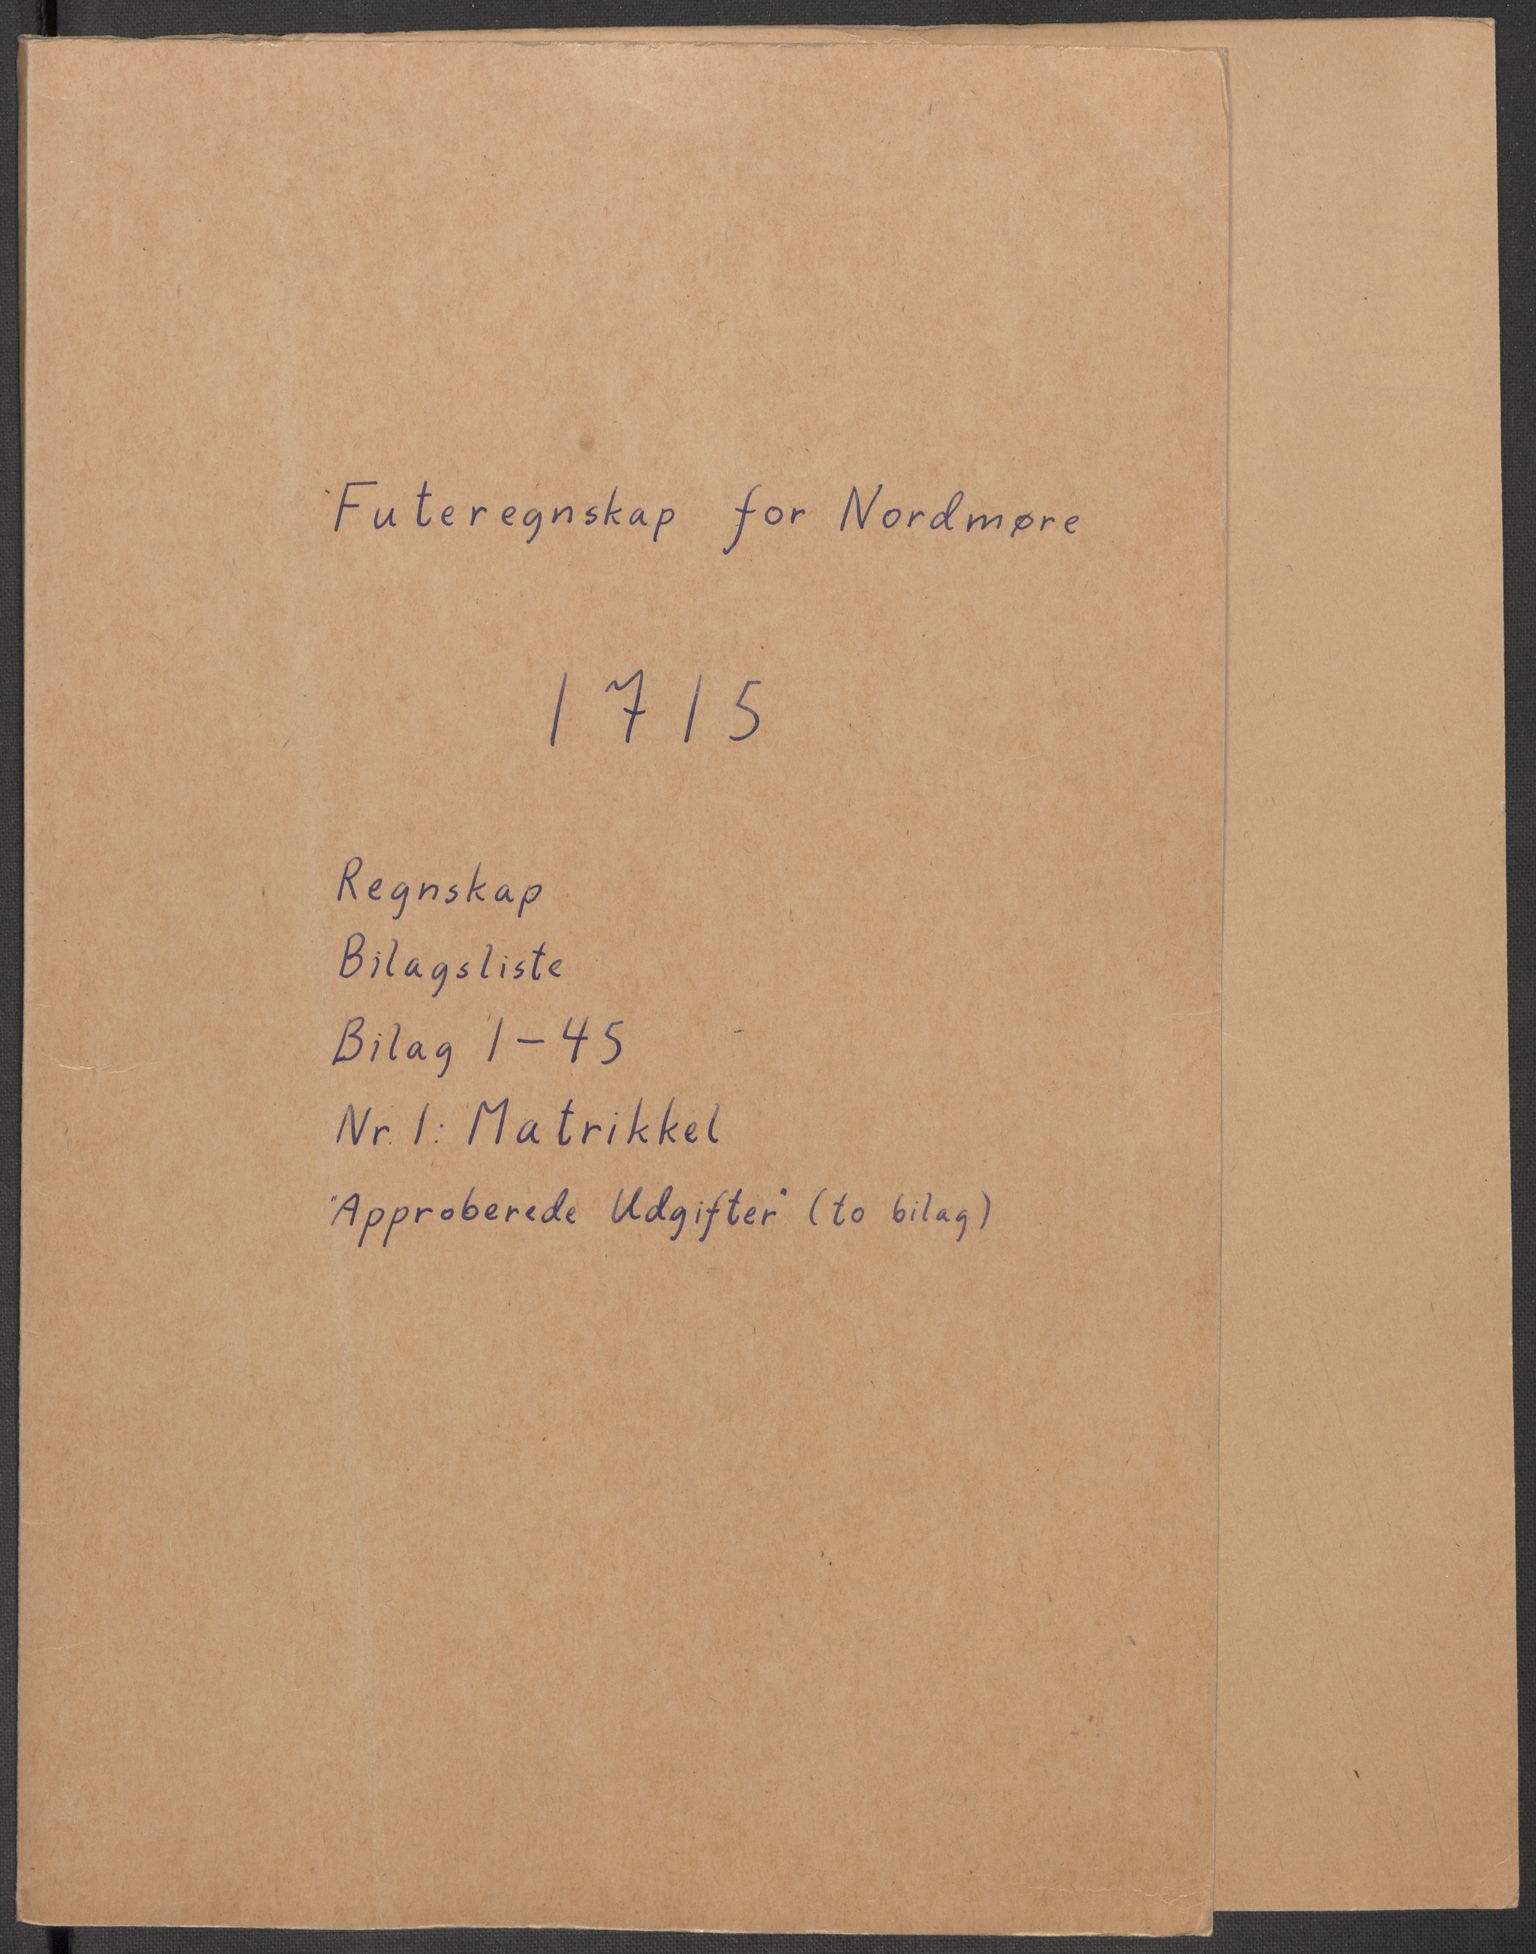 Futeregnskap for Nordmøre
1715
Regnskap
Bilagsliste
Bilag 1-45
Nr. 1: Matrikkel
"Approberede Udgifter" (to bilag)